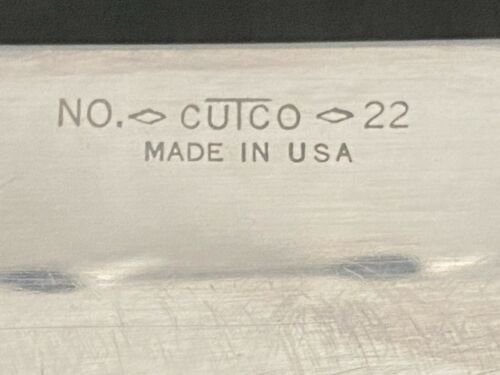 NO. <> CUTCO <> 22
MADE IN USA